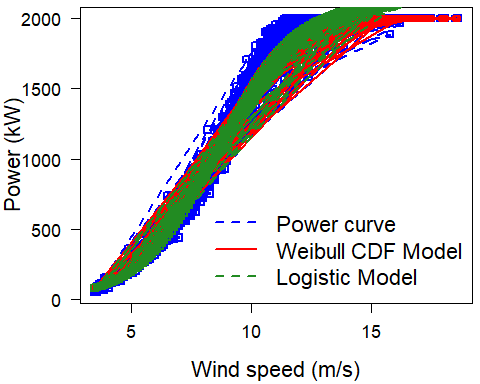 2000
1500
1000
500
0
Power (kW)
Power curve
Weibull CDF Model
Logistic Model
5 10 15
Wind speed (m/s)